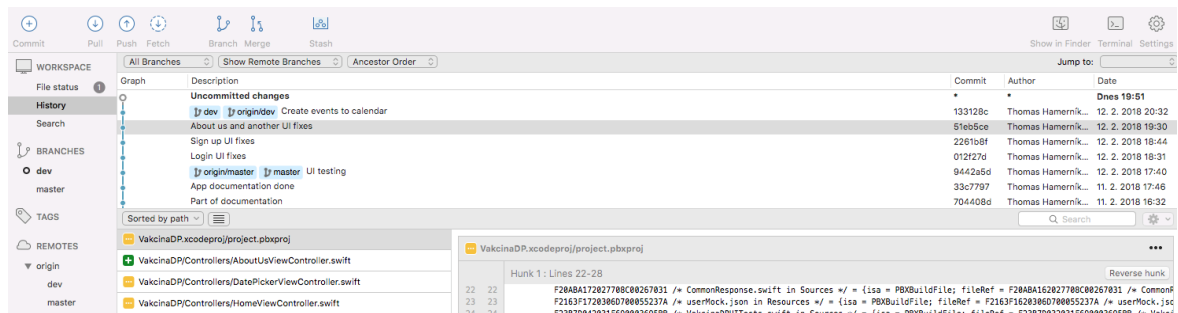 Commit Pull Push Fetch Branch Merge Stash Show in Finder Terminal Settings
WORKSPACE
File status 1
History
Search
BRANCHES
dev
master
TAGS
REMOTES
origin
dev
master
All Branches Show Remote Branches Ancestor Order Jump to:
Graph Description Commit Author Date
Uncommitted changes * * Dnes 19:51
dev origin/dev Create events to calendar 133128c Thomas Hamerník... 12. 2. 2018 20:32
About us and another UI fixes 51eb5ce Thomas Hamerník... 12. 2. 2018 19:30
Sign up UI fixes 2261b8f Thomas Hamerník... 12. 2. 2018 18:44
Login UI fixes 012f27d Thomas Hamerník... 12. 2. 2018 18:31
origin/master master UI testing 9442a5d Thomas Hamerník... 12. 2. 2018 17:40
App documentation done 33c7797 Thomas Hamerník... 11. 2. 2018 17:46
Part of documentation 704408d Thomas Hamerník... 11. 2. 2018 16:32
Sorted by path Search
VakcinaDP.xcodeproj/project.pbxproj
VakcinaDP/Controllers/AboutUsViewController.swift
VakcinaDP/Controllers/DatePickerViewController.swift
VakcinaDP/Controllers/HomeViewController.swift
VakcinaDP.xcodeproj/project.pbxproj
Hunk 1 : Lines 22-28 Reverse hunk
22 22 F20ABA172027708C00267031 /* CommonResponse.swift in Sources */ = {isa = PBXBuildFile; fileRef = F20ABA162027708C00267031 /* CommonR
23 23 F2163F1720306D700055237A /* userMock.json in Resources */ = {isa = PBXBuildFile; fileRef = F2163F1620306D700055237A /* userMock.jsc